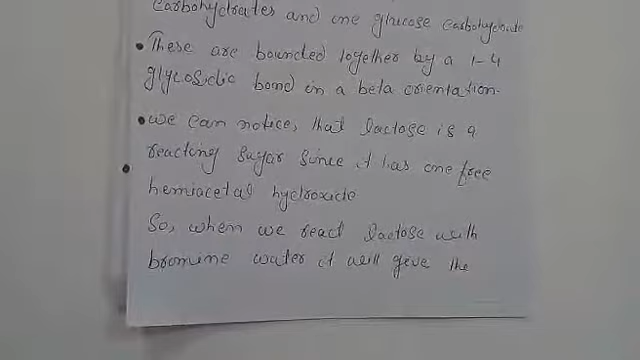 Carbohydrates and one glucose carbohydrate
• These are bounded together by a 1-4
glycosidic bond in a beta orientation.
• we can notice, that lactose is a
reacting sugar since it has one free
• hemiacetal hydroxide
So, when we react lactose with
bromine water it will give the